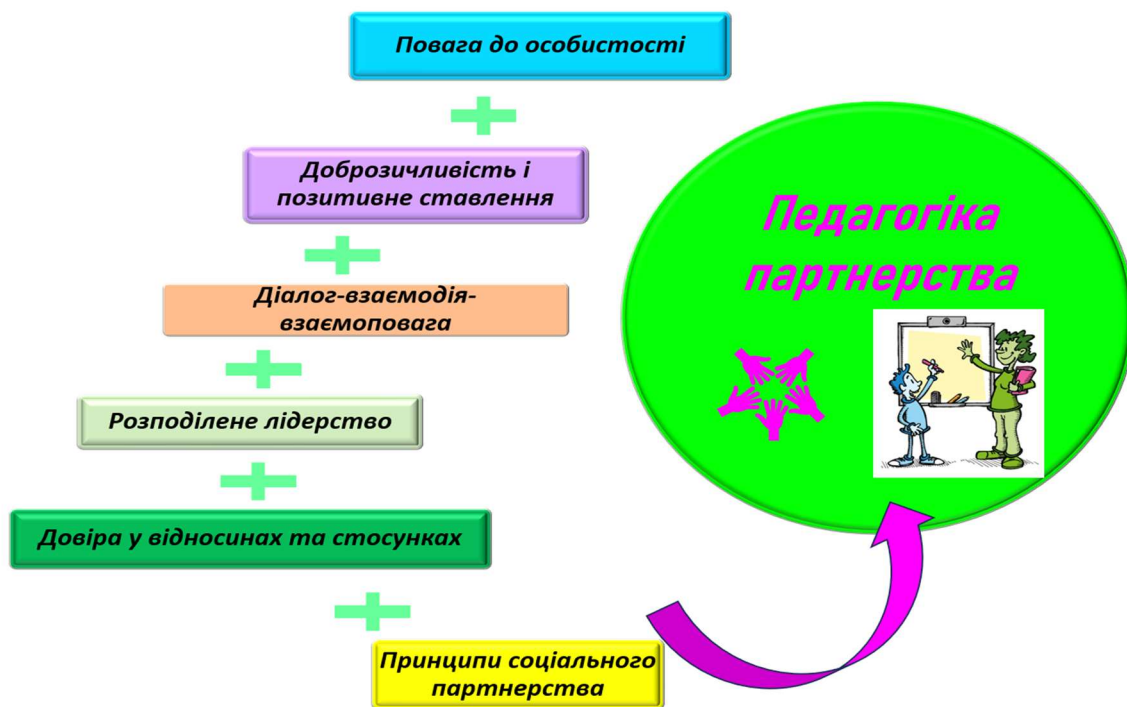 Повага до особистості
Доброзичливість і
позитивне ставлення
Діалог-взаємодія-
взаємоповага
Розподілене лідерство
Довіра у відносинах та стосунках
Принципи соціального
партнерства
Педагогіка
партнерства